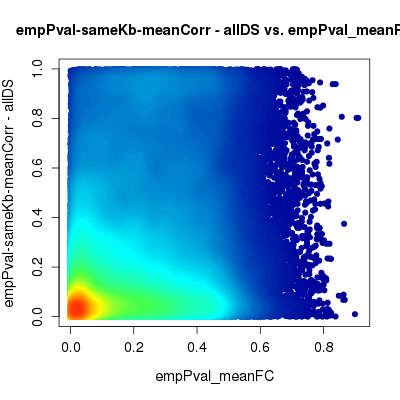 empPval-sameKb-meanCorr - allDS vs. empPval_meanF
empPval-sameKb-meanCorr - allDS
1.0
0.8
0.6
0.4
0.2
0.0
0.0 0.2 0.4 0.6 0.8
empPval_meanFC